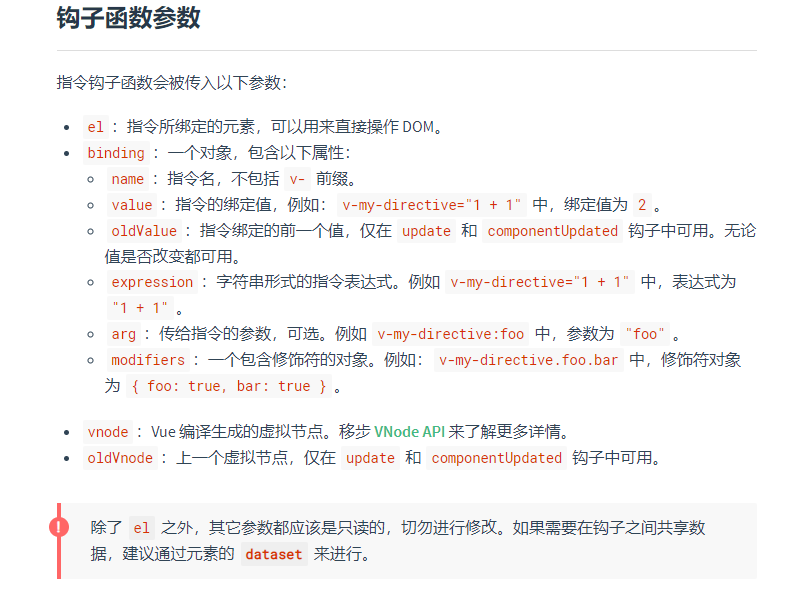 钩子函数参数
指令钩子函数会被传入以下参数：
el：指令所绑定的元素，可以用来直接操作 DOM。
binding：一个对象，包含以下属性：
name：指令名，不包括 v- 前缀。
value：指令的绑定值，例如：v-my-directive="1 + 1" 中，绑定值为 2。
oldValue：指令绑定的前一个值，仅在 update 和 componentUpdated 钩子中可用。无论
值是否改变都可用。
expression：字符串形式的指令表达式。例如 v-my-directive="1 + 1" 中，表达式为
"1 + 1"。
arg：传给指令的参数，可选。例如 v-my-directive:foo 中，参数为 "foo"。
modifiers：一个包含修饰符的对象。例如：v-my-directive.foo.bar 中，修饰符对象
为 { foo: true, bar: true }。
vnode：Vue 编译生成的虚拟节点。移步 VNode API 来了解更多详情。
oldVnode：上一个虚拟节点，仅在 update 和 componentUpdated 钩子中可用。
! 除了 el 之外，其它参数都应该是只读的，切勿进行修改。如果需要在钩子之间共享数
据，建议通过元素的 dataset 来进行。